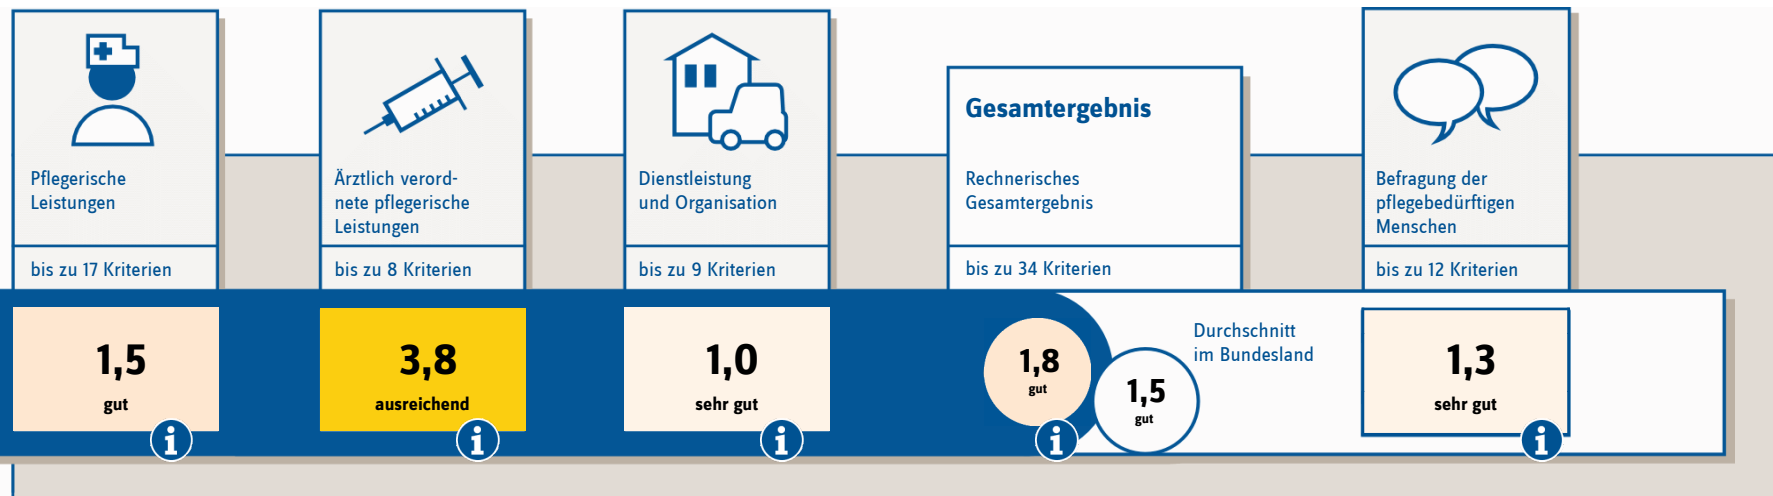 Pflegerische
Leistungen
bis zu 17 Kriterien
1,5
gut
Ärztlich verord-
nete pflegerische
Leistungen
bis zu 8 Kriterien
3,8
ausreichend
Dienstleistung
und Organisation
bis zu 9 Kriterien
1,0
sehr gut
Gesamtergebnis
Rechnerisches
Gesamtergebnis
bis zu 34 Kriterien
1,8
gut
1,5
gut
Durchschnitt
im Bundesland
Befragung der
pflegebedürftigen
Menschen
bis zu 12 Kriterien
1,3
sehr gut